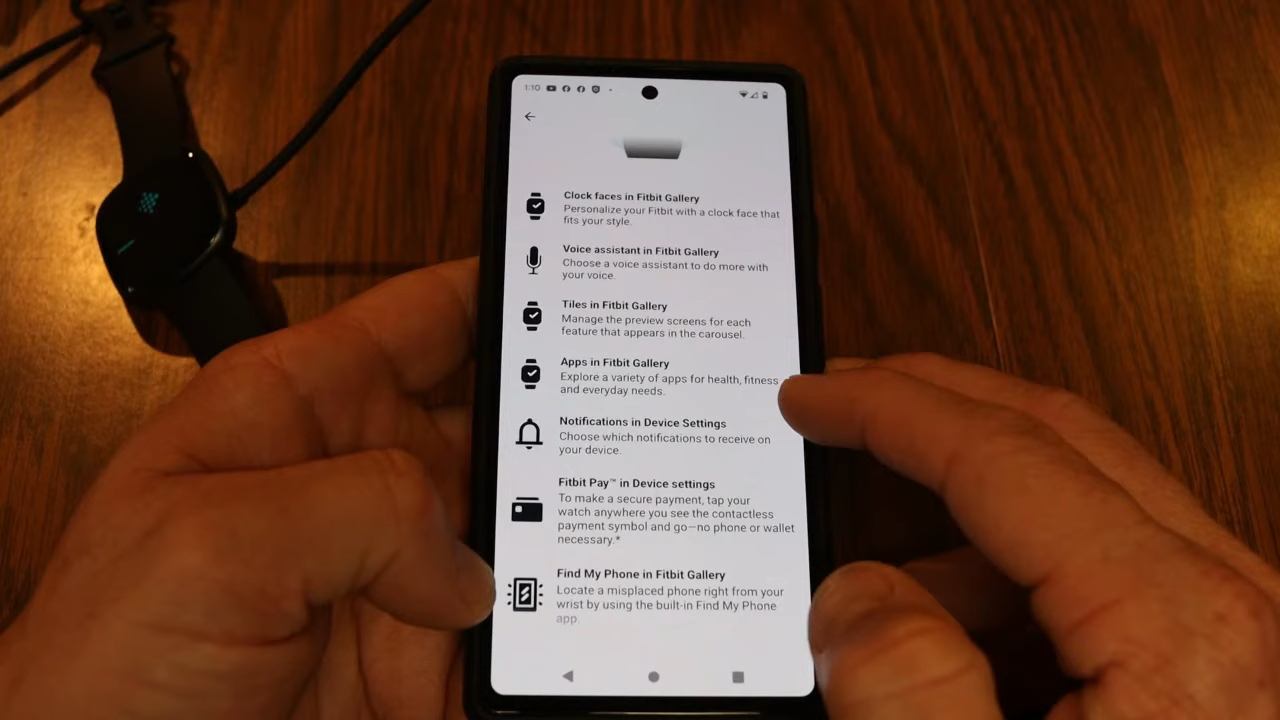 1:10
Clock faces in Fitbit Gallery
Personalize your Fitbit with a clock face that
fits your style.
Voice assistant in Fitbit Gallery
Choose a voice assistant to do more with
your voice.
Tiles in Fitbit Gallery
Manage the preview screens for each
feature that appears in the carousel.
Apps in Fitbit Gallery
Explore a variety of apps for health, fitness
and everyday needs.
Notifications in Device Settings
Choose which notifications to receive on
your device.
Fitbit Pay™ in Device settings
To make a secure payment, tap your
watch anywhere you see the contactless
payment symbol and go—no phone or wallet
necessary.*
Find My Phone in Fitbit Gallery
Locate a misplaced phone right from your
wrist by using the built-in Find My Phone
app.